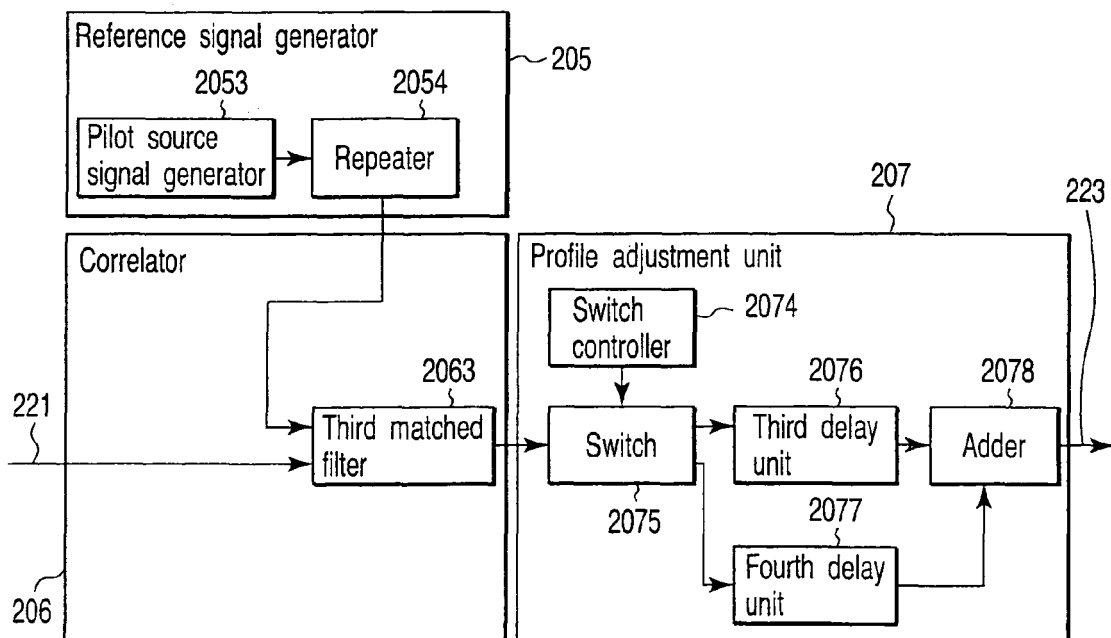 Reference signal generator
205
2053
2054
Pilot source
signal generator
Repeater
207
223
Correlator
Profile adjustment unit
Switch
controller
2074
2063
2076
2078
221
Third matched
filter
Switch
Third delay
unit
Adder
2075
2077
Fourth delay
unit
206